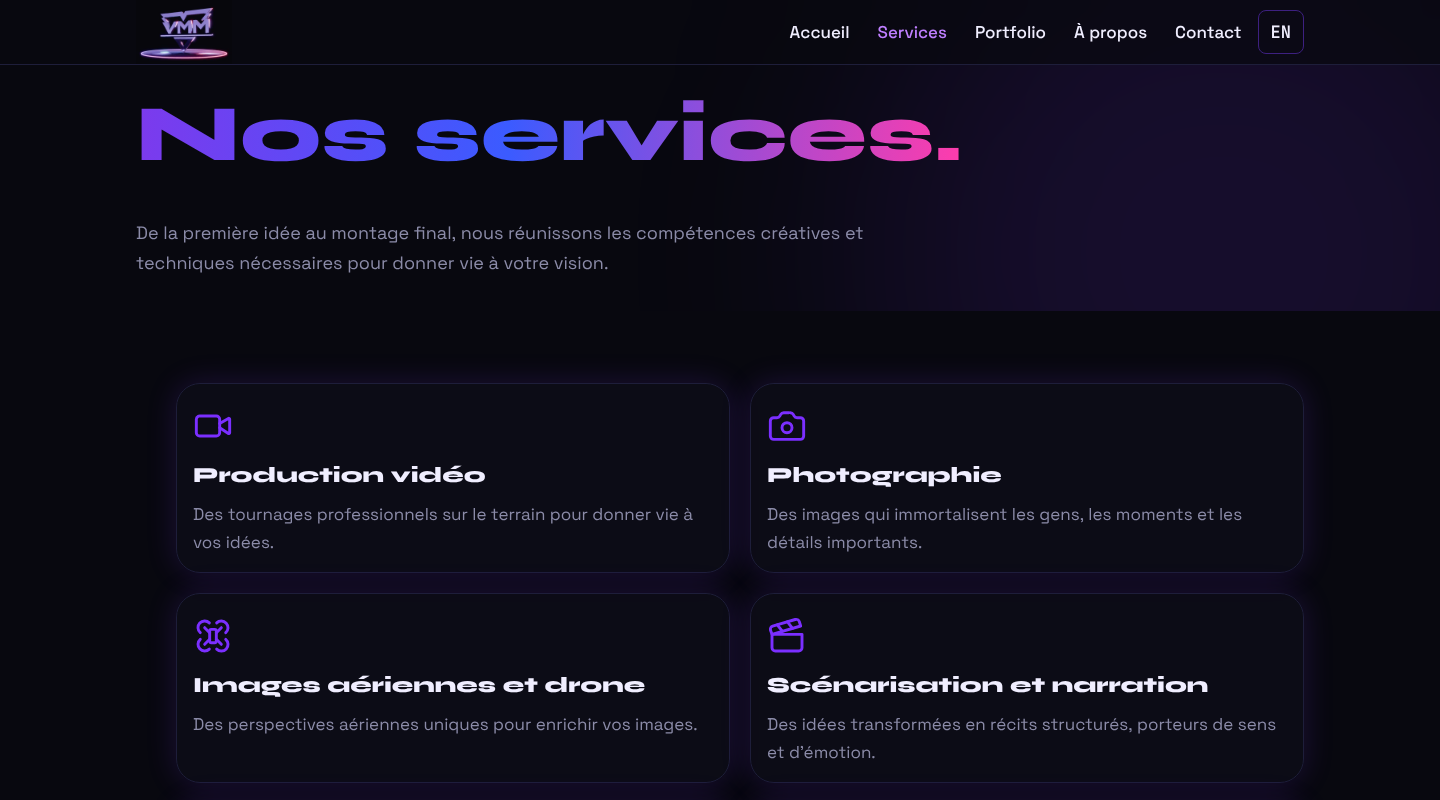 VMM
Accueil Services Portfolio À propos Contact EN
Nos services.
De la première idée au montage final, nous réunissons les compétences créatives et
techniques nécessaires pour donner vie à votre vision.
Production vidéo
Des tournages professionnels sur le terrain pour donner vie à
vos idées.
Photographie
Des images qui immortalisent les gens, les moments et les
détails importants.
Images aériennes et drone
Des perspectives aériennes uniques pour enrichir vos images.
Scénarisation et narration
Des idées transformées en récits structurés, porteurs de sens
et d’émotion.